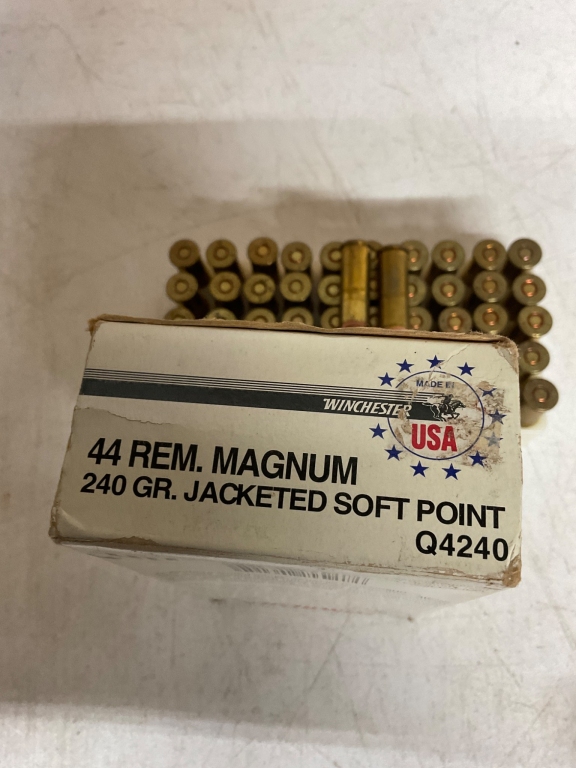 MADE IN
WINCHESTER
USA
44 REM. MAGNUM
240 GR. JACKETED SOFT POINT
Q4240